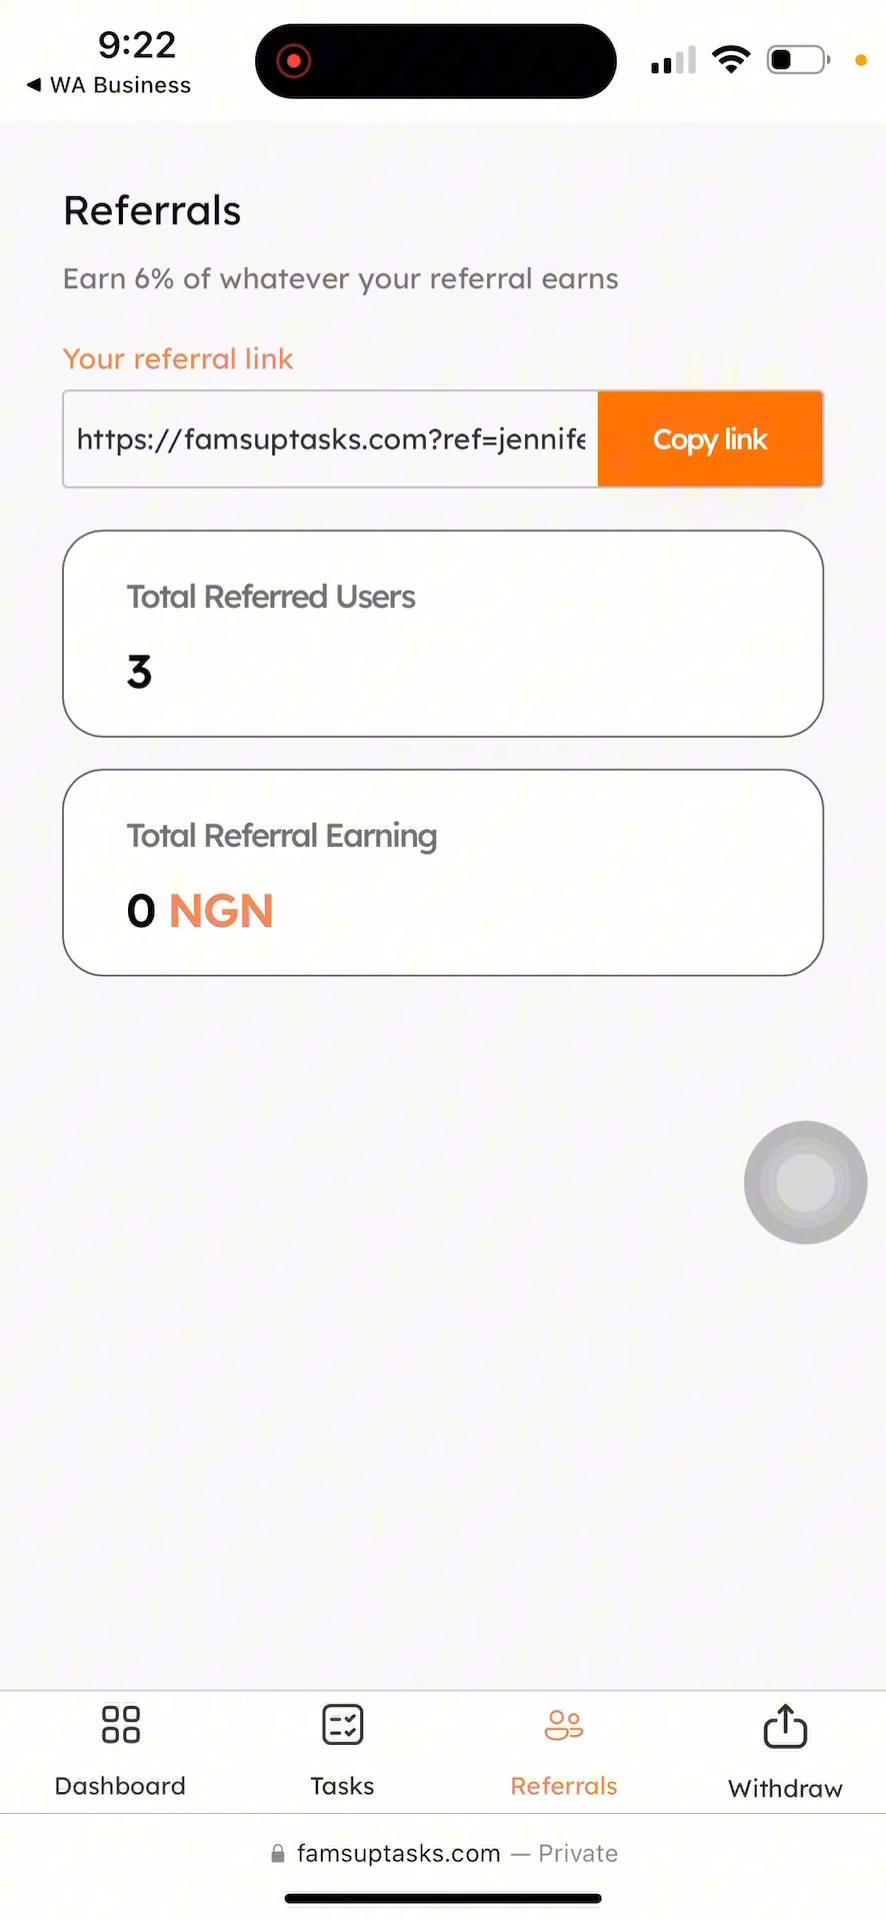 9:22
◀ WA Business
Referrals
Earn 6% of whatever your referral earns
Your referral link
https://famsuptasks.com?ref=jennife
Copy link
Total Referred Users
3
Total Referral Earning
0 NGN
Dashboard
Tasks
Referrals
Withdraw
famsuptasks.com — Private